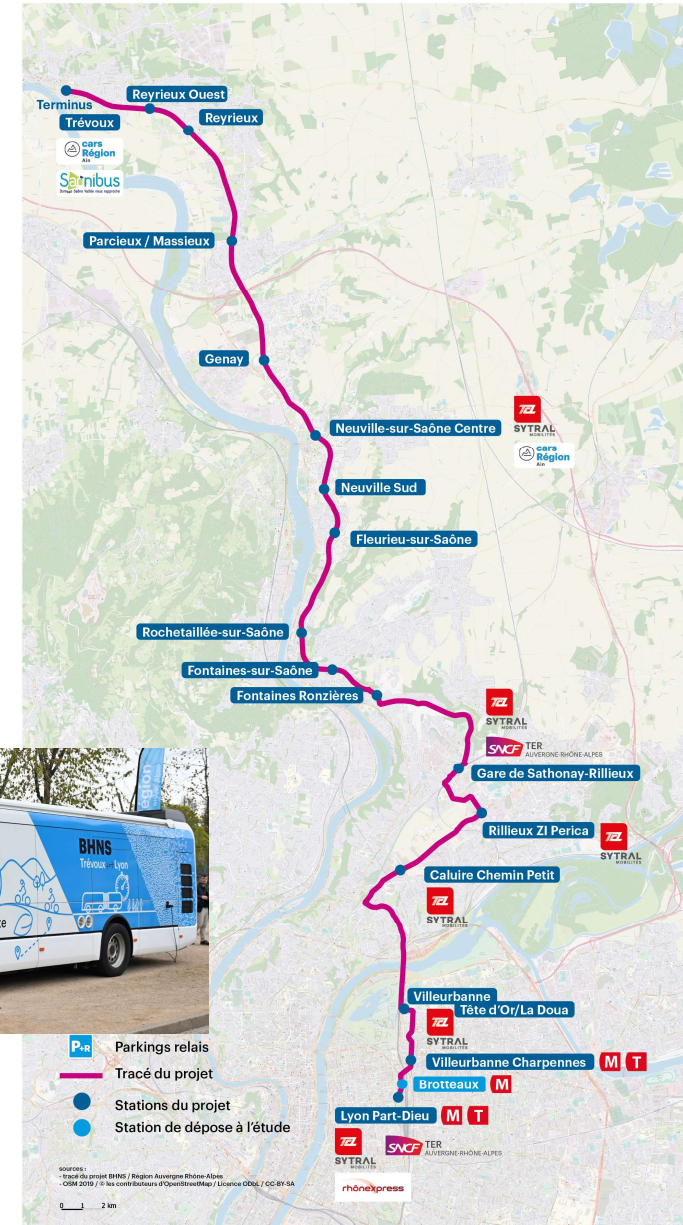 Reyrieux Ouest
Terminus
Trévoux
Reyrieux
cars
Région
Ain
Saônibus
Parcieux / Massieux
Genay
TCL
SYTRAL
MOBILITÉS
Neuville-sur-Saône Centre
cars
Région
Ain
Neuville Sud
Fleurieu-sur-Saône
Rochetaillée-sur-Saône
Fontaines-sur-Saône
Fontaines Ronzières
TCL
SYTRAL
MOBILITÉS
SNCF TER
AUVERGNE-RHÔNE-ALPES
Gare de Sathonay-Rillieux
Rillieux ZI Perica
TCL
SYTRAL
MOBILITÉS
région
BHNS
Trévoux Lyon
te
Caluire Chemin Petit
TCL
SYTRAL
MOBILITÉS
Villeurbanne
Tête d'Or/La Doua
TCL
SYTRAL
MOBILITÉS
Villeurbanne Charpennes M T
Brotteaux M
Lyon Part-Dieu M T
TCL
SYTRAL
MOBILITÉS
SNCF TER
AUVERGNE-RHÔNE-ALPES
rhônexpress
P+R Parkings relais
Tracé du projet
Stations du projet
Station de dépose à l'étude
sources :
- tracé du projet BHNS / Région Auvergne Rhône-Alpes
- OSM 2019 / © les contributeurs d'OpenStreetMap / Licence ODbL / CC-BY-SA
0 1 2 km